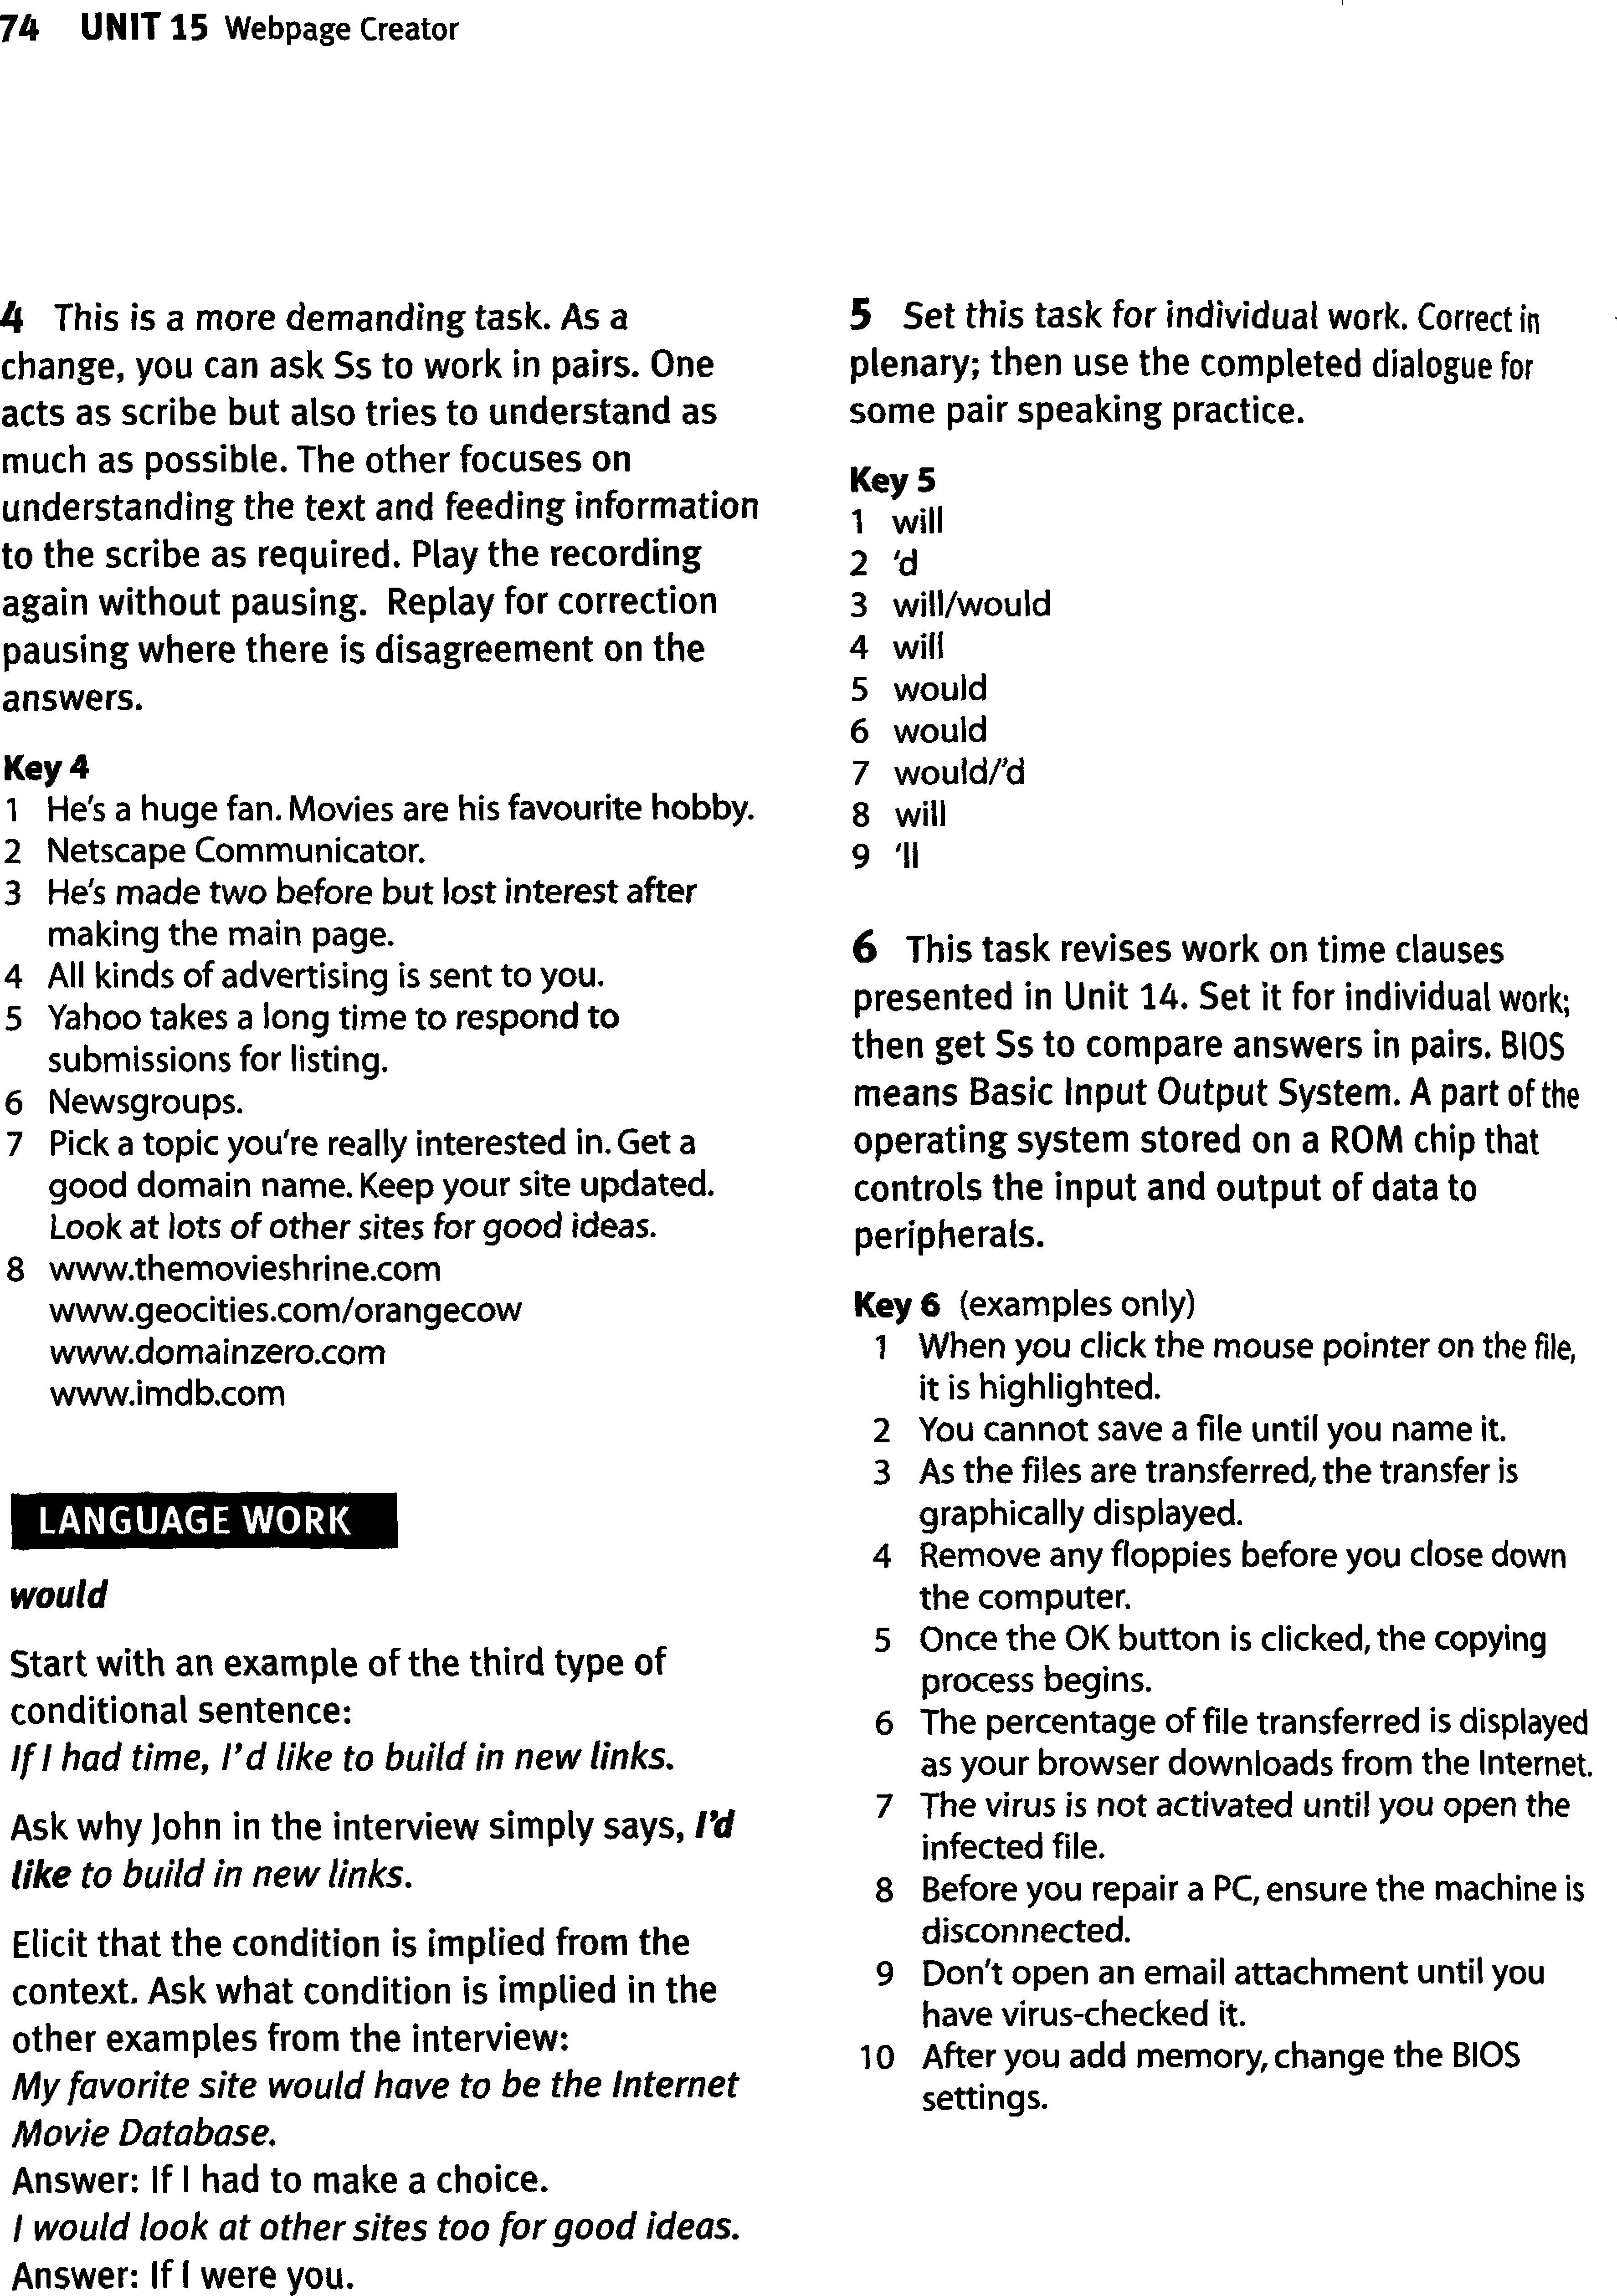 74 UNIT 15 Webpage Creator
4 This is a more demanding task. As a
change, you can ask Ss to work in pairs. One
acts as scribe but also tries to understand as
much as possible. The other focuses on
understanding the text and feeding information
to the scribe as required. Play the recording
again without pausing. Replay for correction
pausing where there is disagreement on the
answers.
Key 4
1 He's a huge fan. Movies are his favourite hobby.
2 Netscape Communicator.
3 He's made two before but lost interest after
making the main page.
4 All kinds of advertising is sent to you.
5 Yahoo takes a long time to respond to
submissions for listing.
6 Newsgroups.
7 Pick a topic you're really interested in. Get a
good domain name. Keep your site updated.
Look at lots of other sites for good ideas.
8 www.themovieshrine.com
www.geocities.com/orangecow
www.domainzero.com
www.imdb.com
LANGUAGE WORK
would
Start with an example of the third type of
conditional sentence:
If I had time, I'd like to build in new links.
Ask why John in the interview simply says, I'd
like to build in new links.
Elicit that the condition is implied from the
context. Ask what condition is implied in the
other examples from the interview:
My favorite site would have to be the Internet
Movie Database.
Answer: If I had to make a choice.
I would look at other sites too for good ideas.
Answer: If I were you.
5 Set this task for individual work. Correct in
plenary; then use the completed dialogue for
some pair speaking practice.
Key 5
1 will
2 'd
3 will/would
4 will
5 would
6 would
7 would/'d
8 will
9 'll
6 This task revises work on time clauses
presented in Unit 14. Set it for individual work;
then get Ss to compare answers in pairs. BIOS
means Basic Input Output System. A part of the
operating system stored on a ROM chip that
controls the input and output of data to
peripherals.
Key 6 (examples only)
1 When you click the mouse pointer on the file,
it is highlighted.
2 You cannot save a file until you name it.
3 As the files are transferred, the transfer is
graphically displayed.
4 Remove any floppies before you close down
the computer.
5 Once the OK button is clicked, the copying
process begins.
6 The percentage of file transferred is displayed
as your browser downloads from the Internet.
7 The virus is not activated until you open the
infected file.
8 Before you repair a PC, ensure the machine is
disconnected.
9 Don't open an email attachment until you
have virus-checked it.
10 After you add memory, change the BIOS
settings.